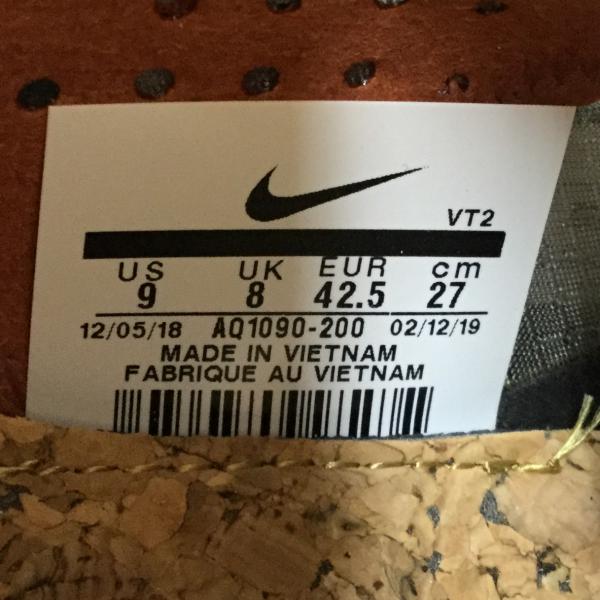 VT2
US UK EUR cm
9 8 42.5 27
12/05/18 AQ1090-200 02/12/19
MADE IN VIETNAM
FABRIQUE AU VIETNAM